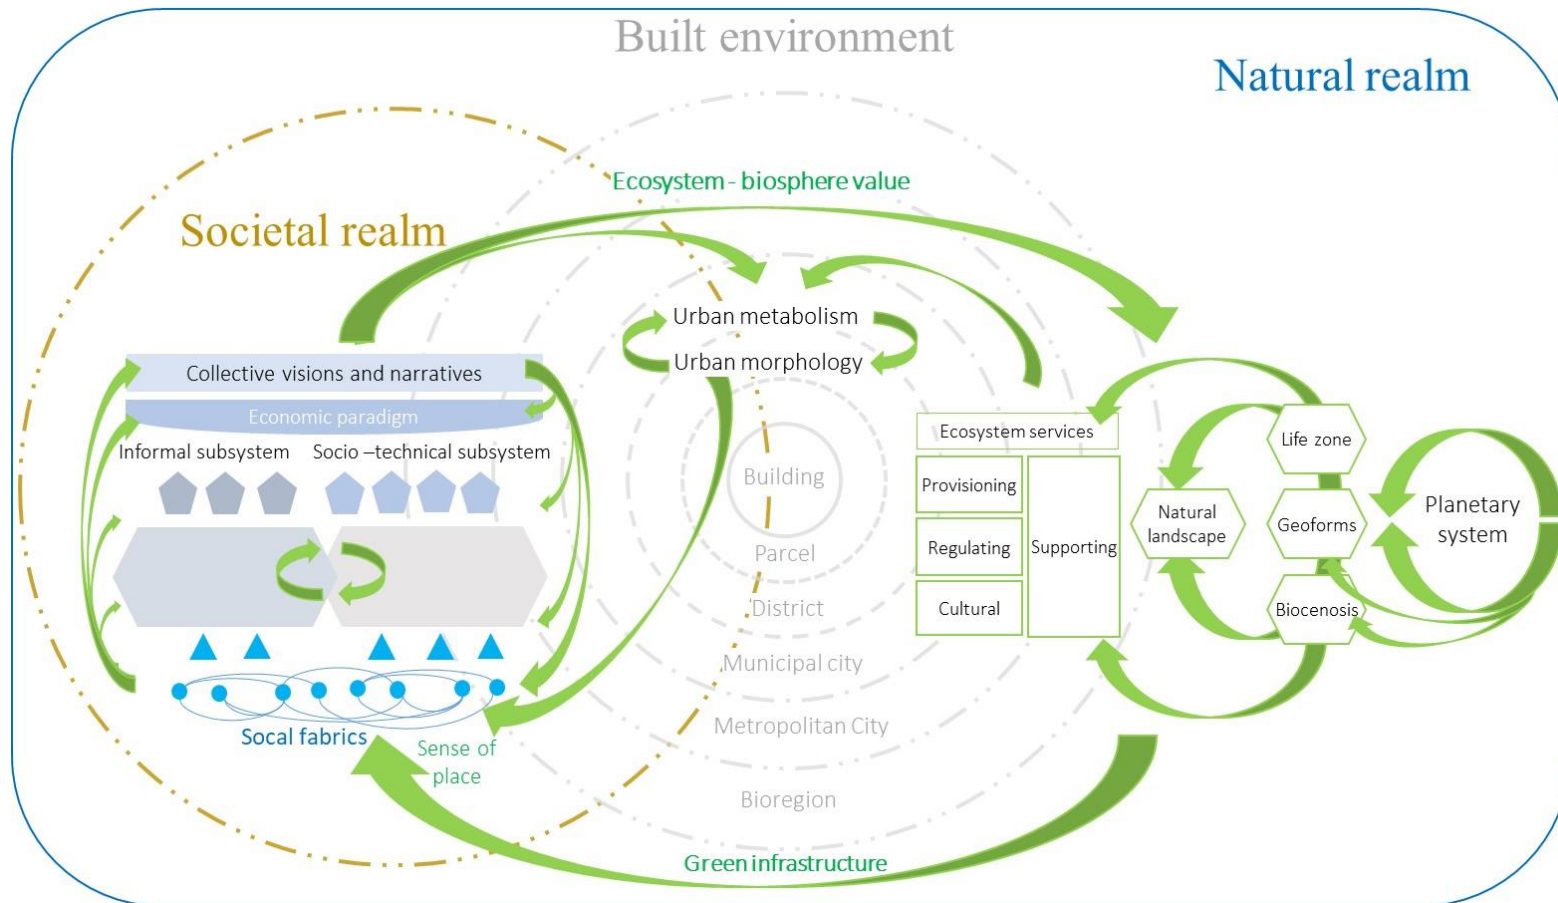 Built environment
Natural realm
Ecosystem - biosphere value
Societal realm
Urban metabolism
Urban morphology
Collective visions and narratives
Economic paradigm
Informal subsystem
Socio –technical subsystem
Ecosystem services
Provisioning
Regulating
Cultural
Supporting
Natural
landscape
Life zone
Geoforms
Biocenosis
Planetary
system
Building
Parcel
District
Municipal city
Metropolitan City
Bioregion
Socal fabrics
Sense of
place
Green infrastructure